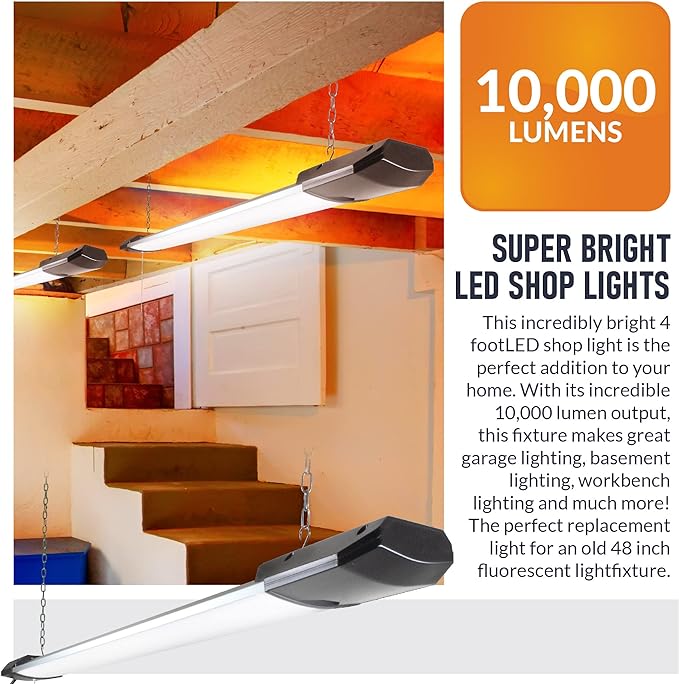 10,000
LUMENS
SUPER BRIGHT
LED SHOP LIGHTS
This incredibly bright 4
footLED shop light is the
perfect addition to your
home. With its incredible
10,000 lumen output,
this fixture makes great
garage lighting, basement
lighting, workbench
lighting and much more!
The perfect replacement
light for an old 48 inch
fluorescent lightfixture.